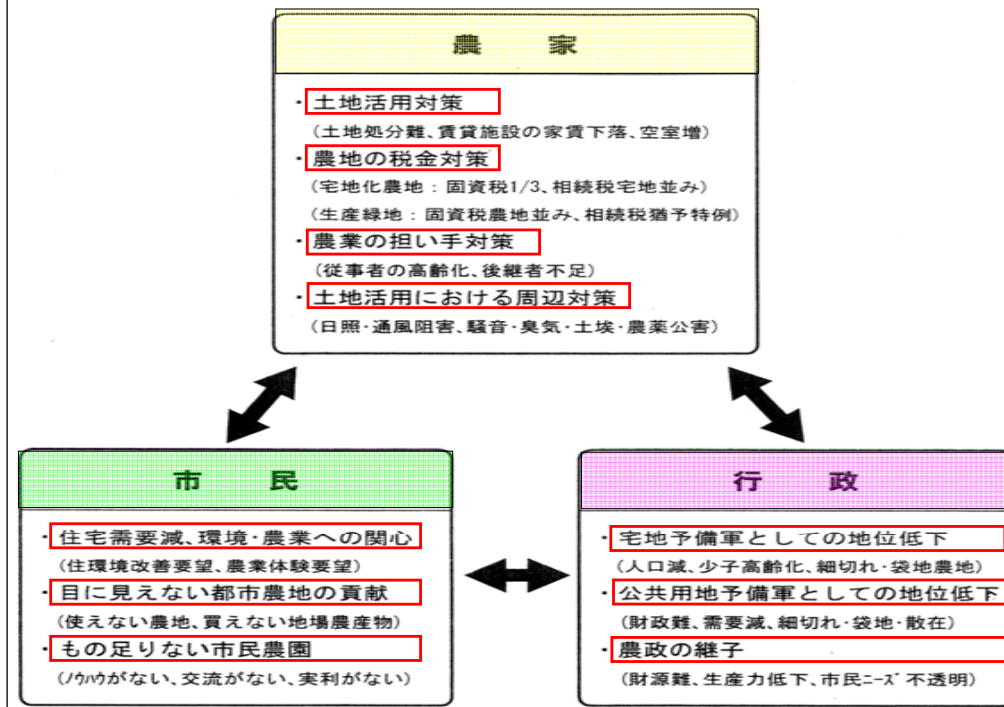 農　家
・土地活用対策
(土地処分難、賃貸施設の家賃下落、空室増)
・農地の税金対策
(宅地化農地：固資税1/3、相続税宅地並み)
(生産緑地：固資税農地並み、相続税猶予特例)
・農業の担い手対策
(従事者の高齢化、後継者不足)
・土地活用における周辺対策
(日照・通風阻害、騒音・臭気・土埃・農薬公害)
市　民
・住宅需要減、環境・農業への関心
(住環境改善要望、農業体験要望)
・目に見えない都市農地の貢献
(使えない農地、買えない地場農産物)
・もの足りない市民農園
(ﾉｳﾊｳがない、交流がない、実利がない)
行　政
・宅地予備軍としての地位低下
(人口減、少子高齢化、細切れ・袋地農地)
・公共用地予備軍としての地位低下
(財政難、需要減、細切れ・袋地・散在)
・農政の継子
(財源難、生産力低下、市民ﾆｰｽﾞ不透明)